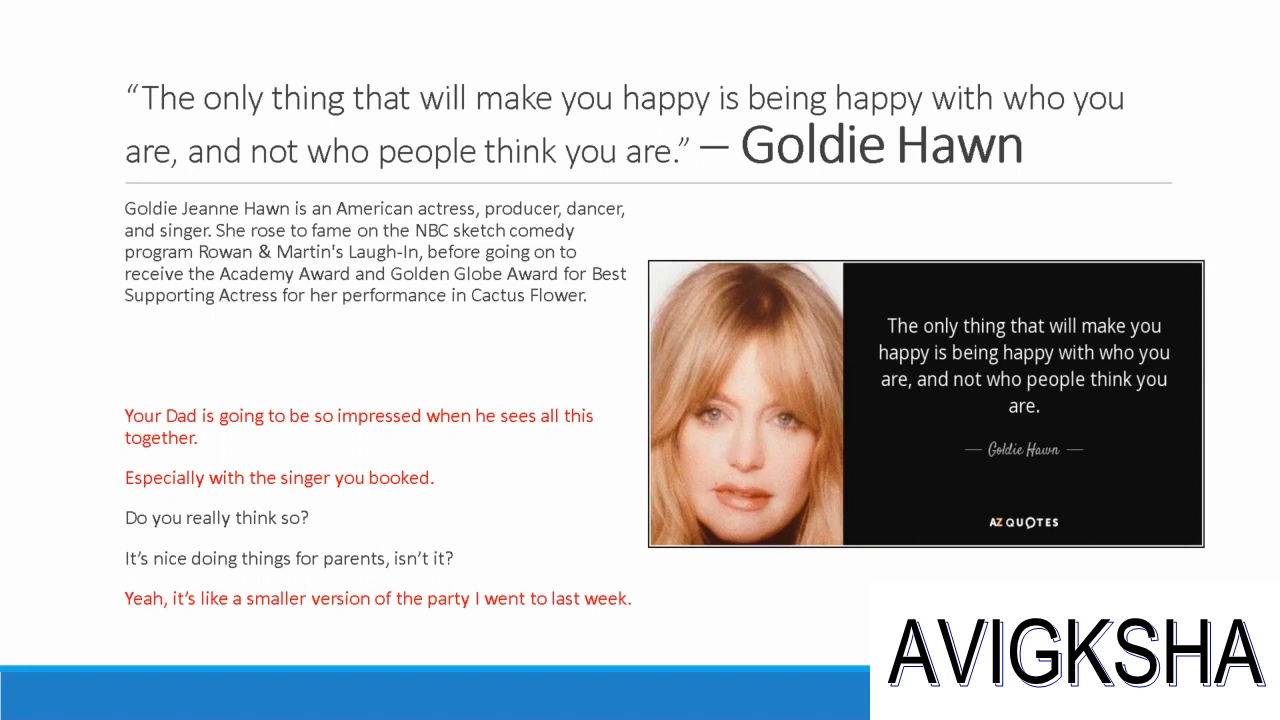 “The only thing that will make you happy is being happy with who you
are, and not who people think you are.” – Goldie Hawn
Goldie Jeanne Hawn is an American actress, producer, dancer,
and singer. She rose to fame on the NBC sketch comedy
program Rowan & Martin's Laugh-In, before going on to
receive the Academy Award and Golden Globe Award for Best
Supporting Actress for her performance in Cactus Flower.
Your Dad is going to be so impressed when he sees all this
together.
Especially with the singer you booked.
Do you really think so?
It’s nice doing things for parents, isn’t it?
Yeah, it’s like a smaller version of the party I went to last week.
The only thing that will make you
happy is being happy with who you
are, and not who people think you
are.
— Goldie Hawn —
AZ QUOTES
AVIGKSHA